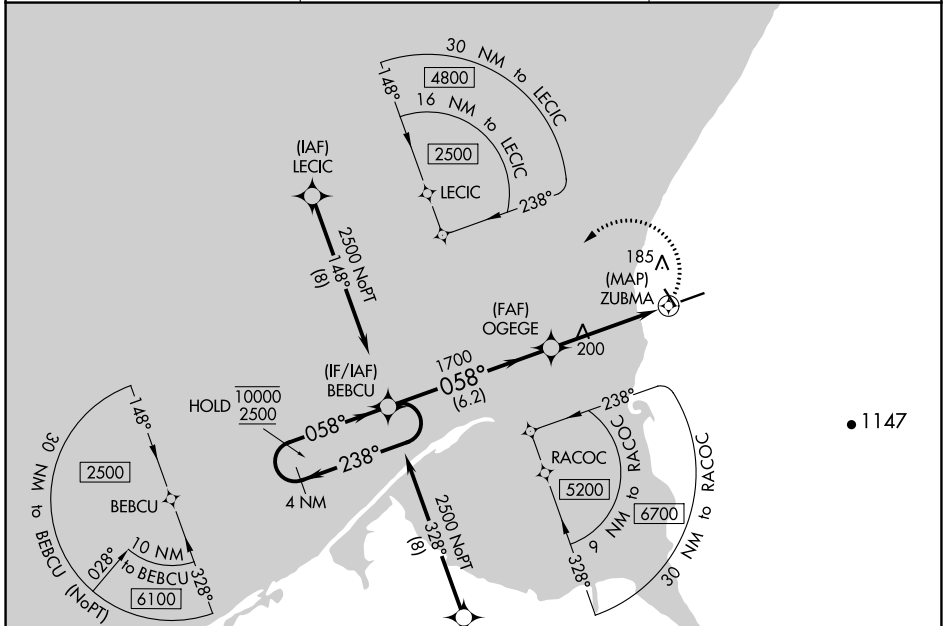 30 NM to LECIC
4800
148°
16 NM to LECIC
2500
LECIC
238°
(IAF)
LECIC
2500 NoPT
148°
(8)
185
(MAP)
ZUBMA
(FAF)
OGEGE
200
1700
058°
(6.2)
(IF/IAF)
BEBCU
HOLD
10000
2500
058°
238°
4 NM
148°
30 NM to BEBCU (NoPT)
2500
BEBCU
10 NM
to BEBCU
028°
328°
6100
2500 NoPT
328°
(8)
238°
RACOC
5200
9 NM to RACOC
6700
30 NM to RACOC
328°
1147